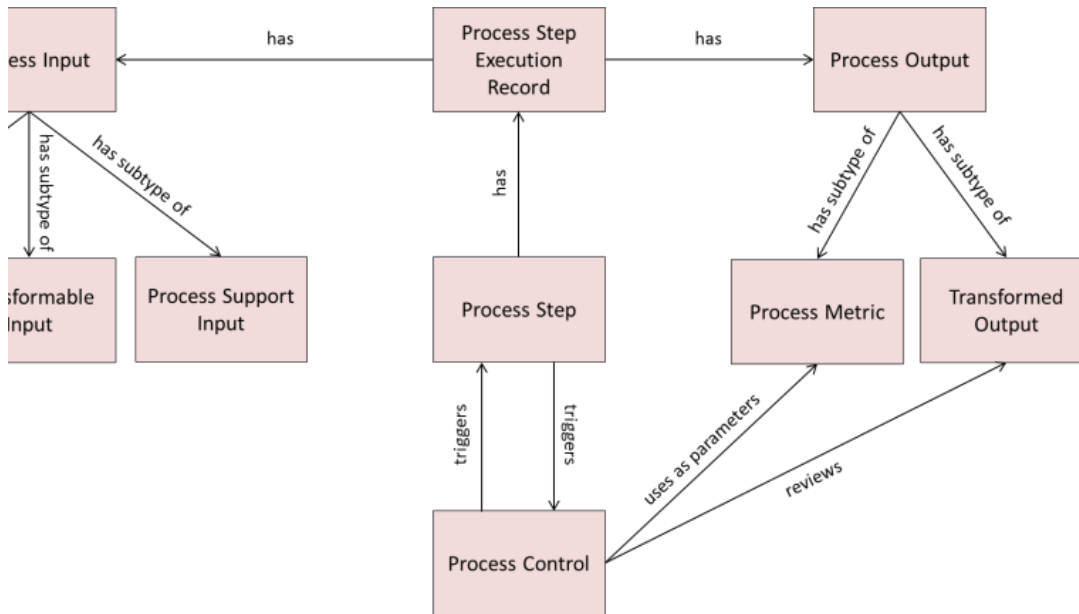 has
Process Step
Execution
Record
has
ess Input
Process Output
has subtype of
has subtype of
has
has subtype of
has subtype of
sformable
Input
Process Support
Input
Process Step
Process Metric
Transformed
Output
triggers
triggers
uses as parameters
reviews
Process Control